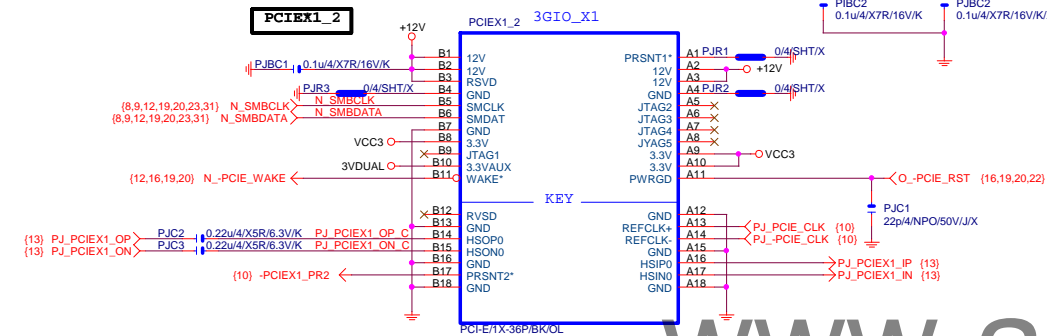 PCIEX1_2
PCIEX1_2 3GIO_X1
PIBC2
0.1u/4/X7R/16V/K
PJBC2
0.1u/4/X7R/16V/K
+12V
PJBC1 0.1u/4/X7R/16V/K
PJR3 0/4/SHT/X
{8,9,12,19,20,23,31} N_SMBCLK N_SMBCLK
{8,9,12,19,20,23,31} N_SMBDATA N_SMBDATA
VCC3
3VDUAL
{12,16,19,20} N_-PCIE_WAKE
{13} PJ_PCIEX1_OP PJC2 0.22u/4/X5R/6.3V/K PJ_PCIEX1_OP_C
{13} PJ_PCIEX1_ON PJC3 0.22u/4/X5R/6.3V/K PJ_PCIEX1_ON_C
{10} -PCIEX1_PR2
B1 12V
B2 12V
B3 RSVD
B4 GND
B5 SMCLK
B6 SMDAT
B7 GND
B8 3.3V
B9 JTAG1
B10 3.3VAUX
B11 WAKE*
KEY
B12 RVSD
B13 GND
B14 HSOP0
B15 HSON0
B16 GND
B17 PRSNT2*
B18 GND
PRSNT1* A1 PJR1 0/4/SHT/X
12V A2 +12V
12V A3
GND A4 PJR2 0/4/SHT/X
JTAG2 A5
JTAG3 A6
JTAG4 A7
JYAG5 A8
3.3V A9 VCC3
3.3V A10
PWRGD A11 O_-PCIE_RST {16,19,20,22}
PJC1
22p/4/NPO/50V/J/X
GND A12
REFCLK+ A13 PJ_PCIE_CLK {10}
REFCLK- A14 PJ_-PCIE_CLK {10}
GND A15
HSIP0 A16 PJ_PCIEX1_IP {13}
HSIN0 A17 PJ_PCIEX1_IN {13}
GND A18
PCI-E/1X-36P/BK/OL